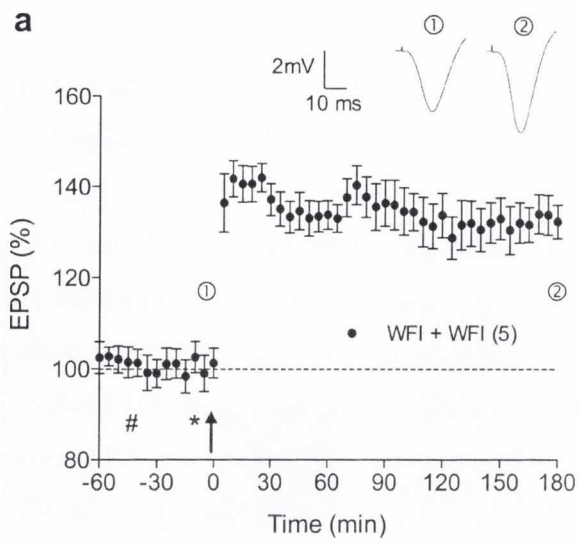 a
① ②
2mV
10 ms
160
140
120
100
80
EPSP (%)
① ②
WFI + WFI (5)
# *
-60 -30 0 30 60 90 120 150 180
Time (min)